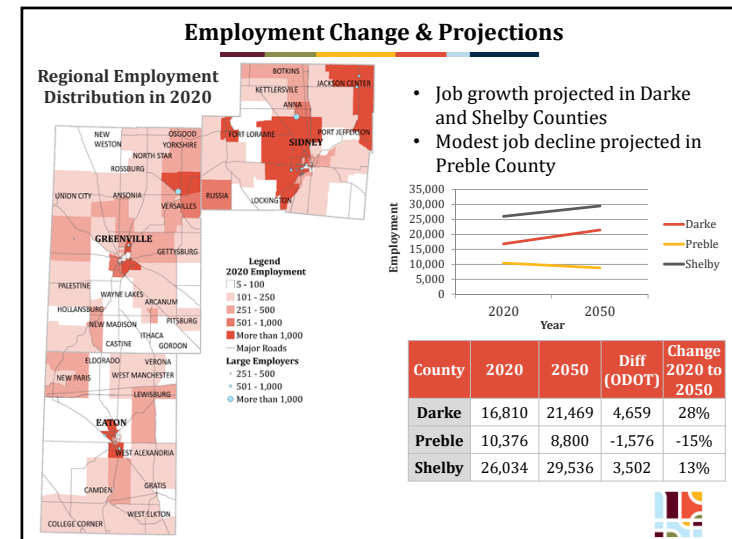 Employment Change & Projections
Regional Employment
Distribution in 2020
BOTKINS
JACKSON CENTER
KETTLERSVILE
ANNA
FORT LORAMIE
PORT JEFFERSON
SIDNEY
RUSSIA
LOCKINGTON
NEW
WESTON
OSGOOD
YORKSHIRE
NORTH STAR
ROSSBURG
UNION CITY
ANSONIA
VERSAILLES
GREENVILLE
GETTYSBURG
PALESTINE
WAYNE LAKES
ARCANUM
HOLLANSBURG
NEW MADISON
PITSBURG
ITHACA
CASTINE
GORDON
ELDORADO
VERONA
NEW PARIS
WEST MANCHESTER
LEWISBURG
EATON
WEST ALEXANDRIA
CAMDEN
GRATIS
WEST ELKTON
COLLEGE CORNER
Legend
2020 Employment
5 - 100
101 - 250
251 - 500
501 - 1,000
More than 1,000
Major Roads
Large Employers
251 - 500
501 - 1,000
More than 1,000
• Job growth projected in Darke
and Shelby Counties
• Modest job decline projected in
Preble County
35,000
30,000
25,000
20,000
15,000
10,000
5,000
0
Employment
2020 2050
Year
Darke
Preble
Shelby
County 2020 2050 Diff (ODOT) Change 2020 to 2050
Darke 16,810 21,469 4,659 28%
Preble 10,376 8,800 -1,576 -15%
Shelby 26,034 29,536 3,502 13%